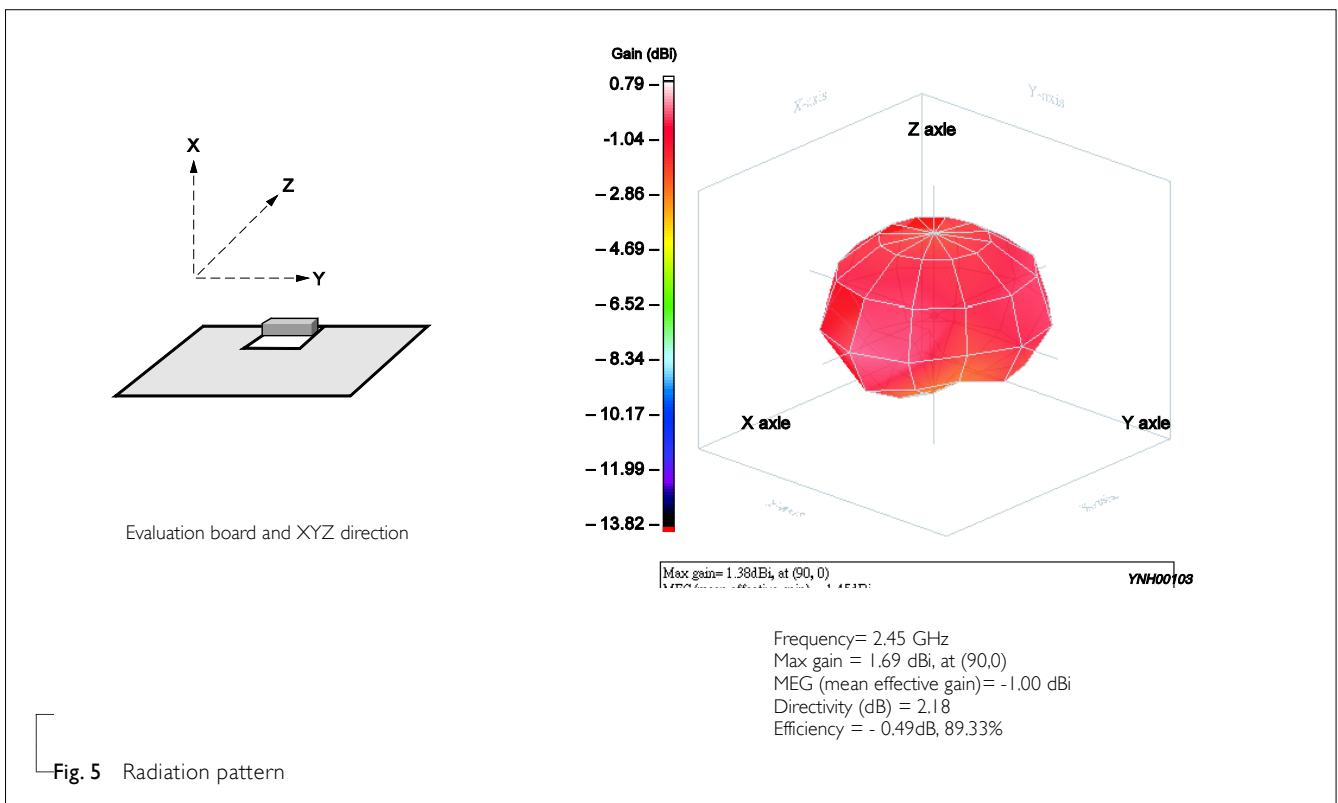 Gain (dBi)
0.79
-1.04
-2.86
-4.69
-6.52
-8.34
-10.17
-11.99
-13.82
X
Z
Y
Evaluation board and XYZ direction
X-axis
Y-axis
Z axle
X axle
Y axle
Max gain= 1.38dBi, at (90, 0)
YNH00103
Frequency= 2.45 GHz
Max gain = 1.69 dBi, at (90,0)
MEG (mean effective gain)= -1.00 dBi
Directivity (dB) = 2.18
Efficiency = - 0.49dB, 89.33%
Fig. 5 Radiation pattern